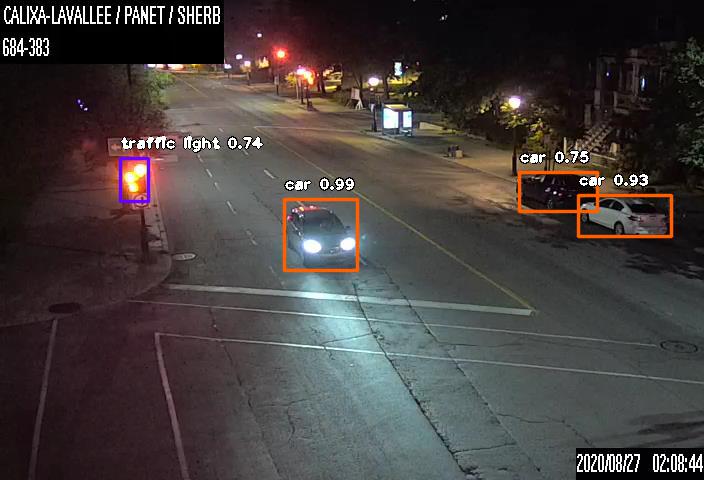 CALIXA-LAVALLEE / PANET / SHERB
684-383
traffic light 0.74
car 0.75
car 0.93
car 0.99
2020/08/27 02:08:44